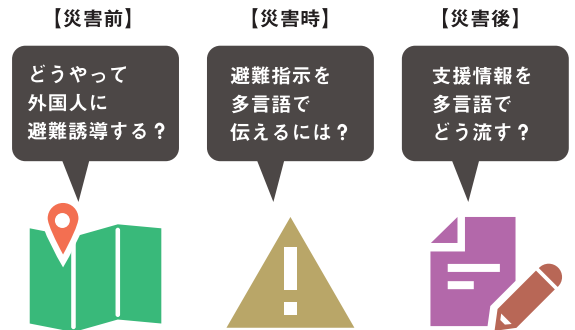 【災害前】
どうやって
外国人に
避難誘導する？
【災害時】
避難指示を
多言語で
伝えるには？
【災害後】
支援情報を
多言語で
どう流す？